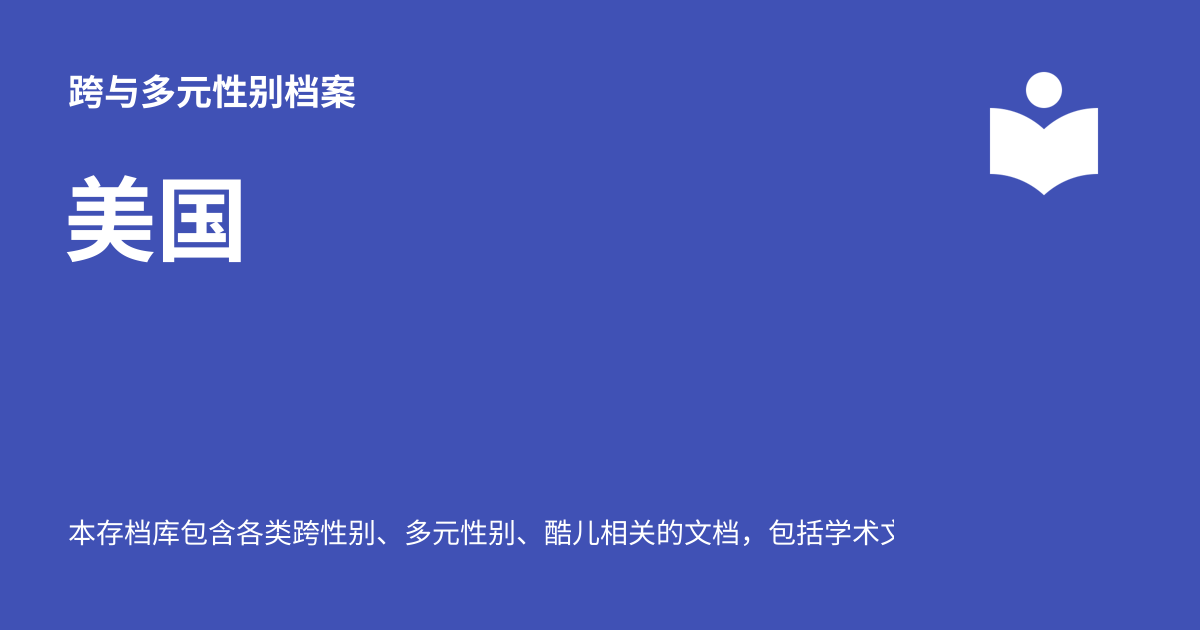 跨与多元性别档案
美国
本存档库包含各类跨性别、多元性别、酷儿相关的文档，包括学术